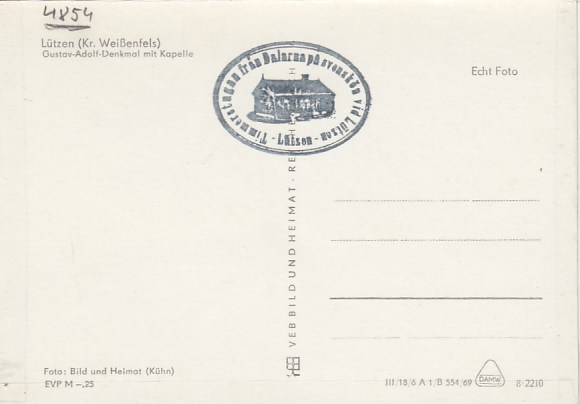 4854
Lützen (Kr. Weißenfels)
Gustav-Adolf-Denkmal mit Kapelle
Timmerstugan från Dalarna på svenskön vid Lützen
- Lützen -
Echt Foto
VEB BILD UND HEIMAT · RE
Foto: Bild und Heimat (Kühn)
EVP M –,25
III/18/6 A 1/B 554/69
DAMW
8-2210